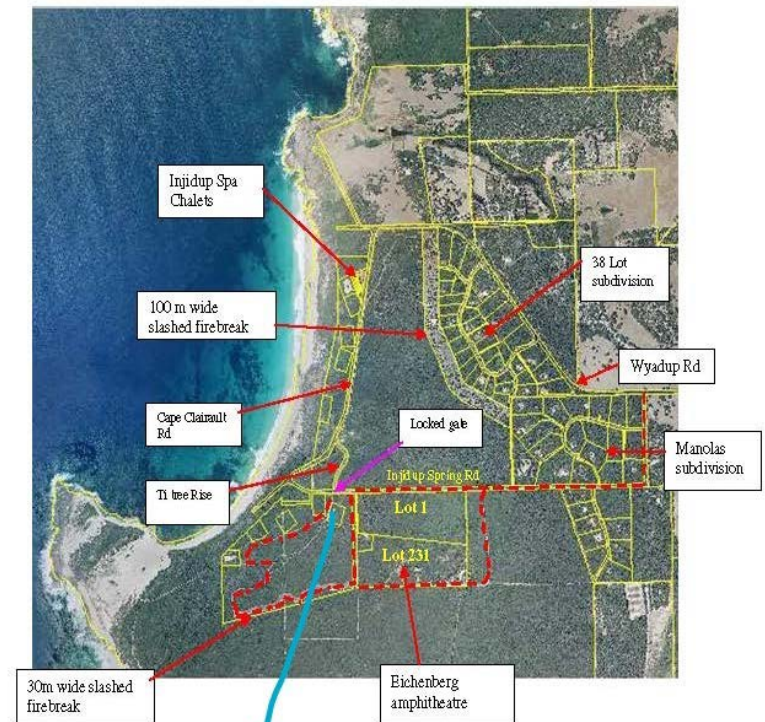 Injidup Spa
Chalets
38 Lot
subdivision
100 m wide
slashed firebreak
Wyadup Rd
Cape Clairault
Rd
Locked gate
Manolas
subdivision
Injidup Spring Rd
Ti tree Rise
Lot 1
Lot 231
30m wide slashed
firebreak
Eichenberg
amphitheatre